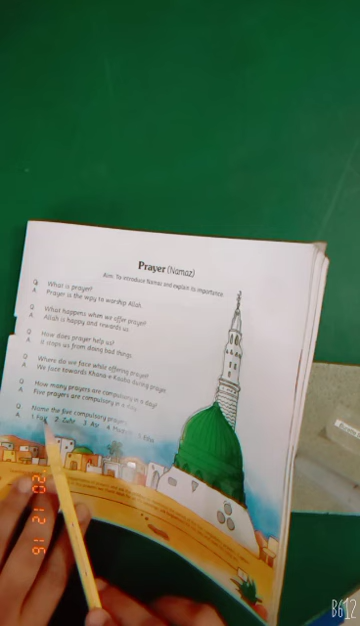 Prayer (Namaz)
Aim: To introduce Namaz and explain its importance.
Q. What is prayer?
A. Prayer is the way to worship Allah.
Q. What happens when we offer prayer?
A. Allah is happy and rewards us.
Q. How does prayer help us?
A. It stops us from doing bad things.
Q. Where do we face while offering prayer?
A. We face towards Khana-e-Kaaba during prayer.
Q. How many prayers are compulsory in a day?
A. Five prayers are compulsory in a day.
Q. Name the five compulsory prayers.
A. 1. Fajr 2. Zuhr 3. Asr 4. 5. Isha
2021 2 16
B612